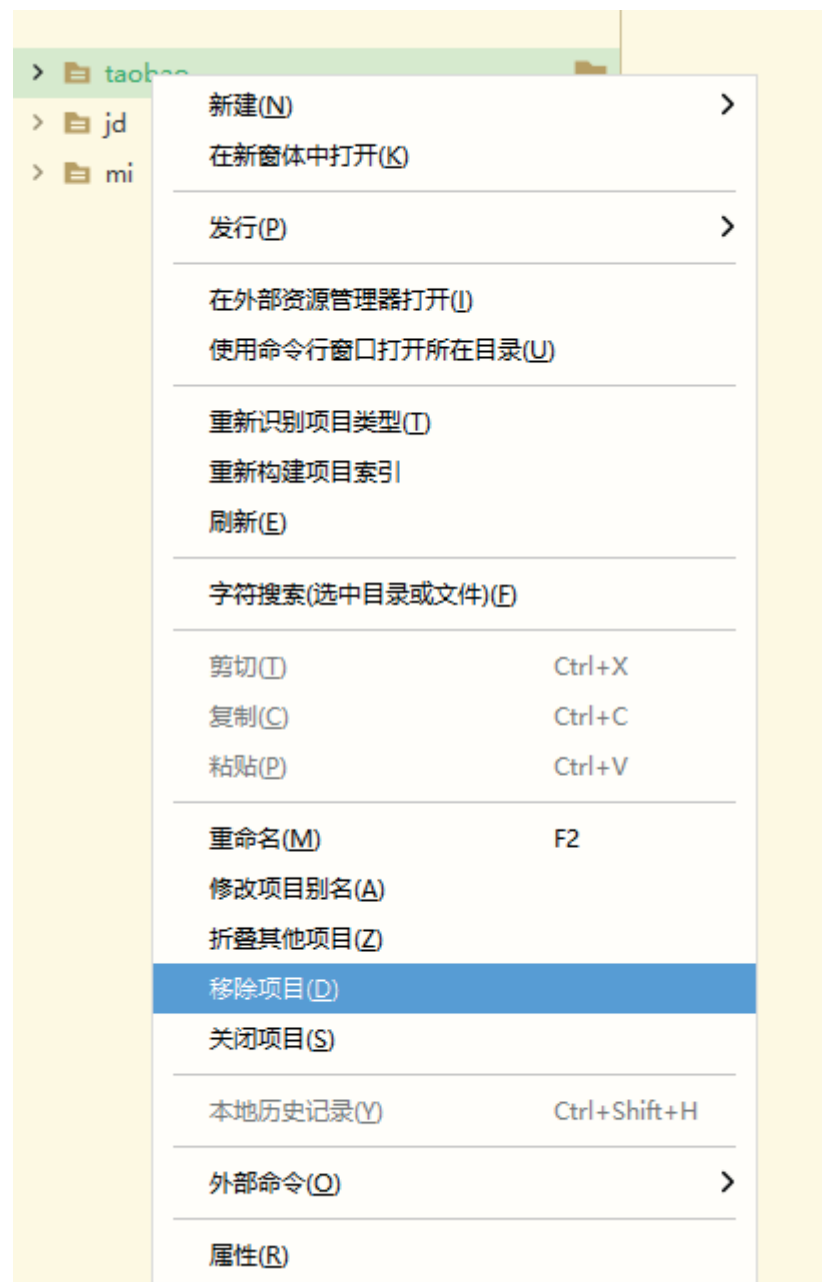 taobao
jd
mi
新建(N)
在新窗体中打开(K)
发行(P)
在外部资源管理器打开(I)
使用命令行窗口打开所在目录(U)
重新识别项目类型(T)
重新构建项目索引
刷新(E)
字符搜索(选中目录或文件)(F)
剪切(T) Ctrl+X
复制(C) Ctrl+C
粘贴(P) Ctrl+V
重命名(M) F2
修改项目别名(A)
折叠其他项目(Z)
移除项目(D)
关闭项目(S)
本地历史记录(Y) Ctrl+Shift+H
外部命令(O)
属性(R)